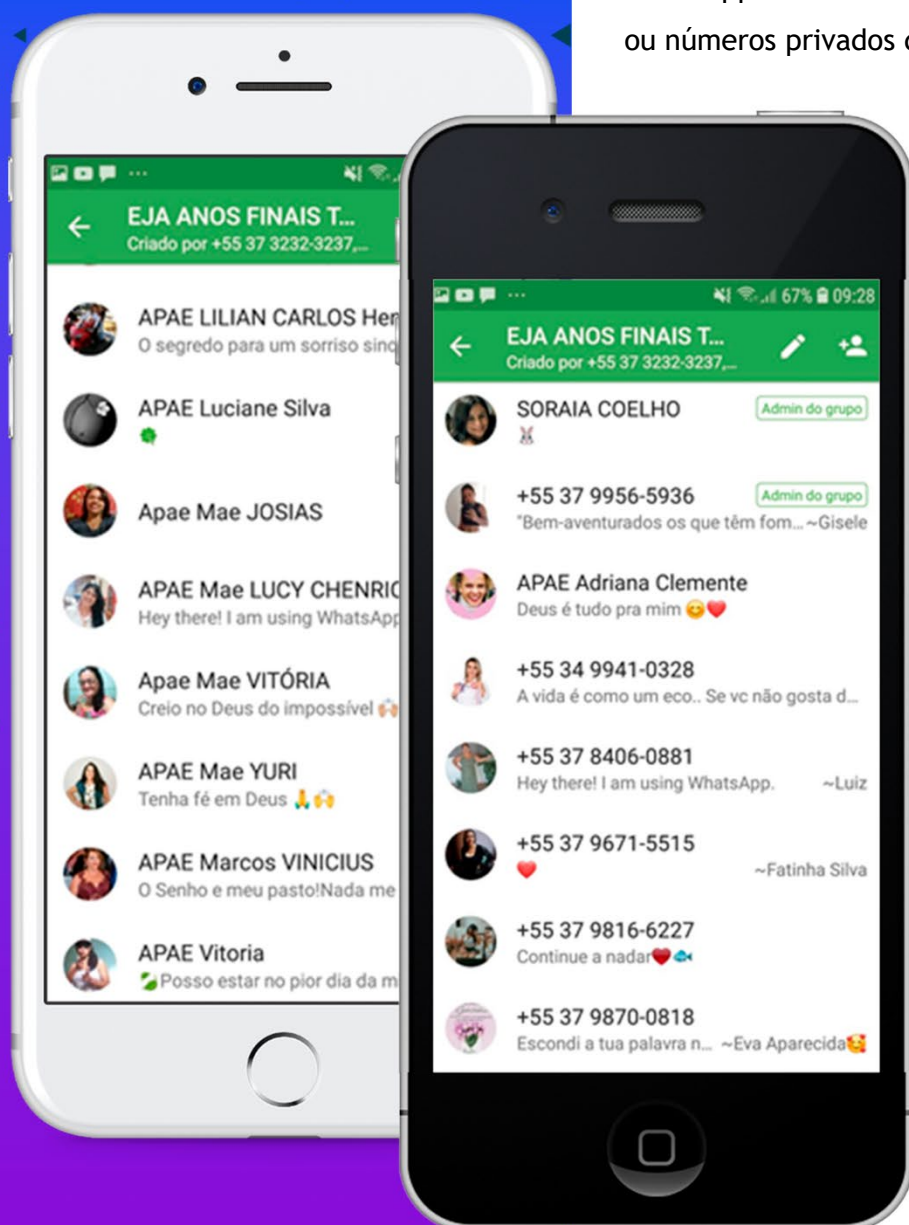 ou números privados
EJA ANOS FINAIS T...
Criado por +55 37 3232-3237,...
APAE LILIAN CARLOS Her
O segredo para um sorriso sinc
APAE Luciane Silva
🍀
Apae Mae JOSIAS
APAE Mae LUCY CHENRIC
Hey there! I am using WhatsApp
Apae Mae VITÓRIA
Creio no Deus do impossível 🙌🏼
APAE Mae YURI
Tenha fé em Deus 🙏🙌
APAE Marcos VINICIUS
O Senho e meu pasto!Nada me
APAE Vitoria
Posso estar no pior dia da m
67% 09:28
EJA ANOS FINAIS T...
Criado por +55 37 3232-3237,...
SORAIA COELHO Admin do grupo
🐰
+55 37 9956-5936 Admin do grupo
"Bem-aventurados os que têm fom... ~Gisele
APAE Adriana Clemente
Deus é tudo pra mim 😊❤️
+55 34 9941-0328
A vida é como um eco.. Se vc não gosta d...
+55 37 8406-0881
Hey there! I am using WhatsApp. ~Luiz
+55 37 9671-5515
❤️ ~Fatinha Silva
+55 37 9816-6227
Continue a nadar❤️🐟
+55 37 9870-0818
Escondi a tua palavra n... ~Eva Aparecida🥰